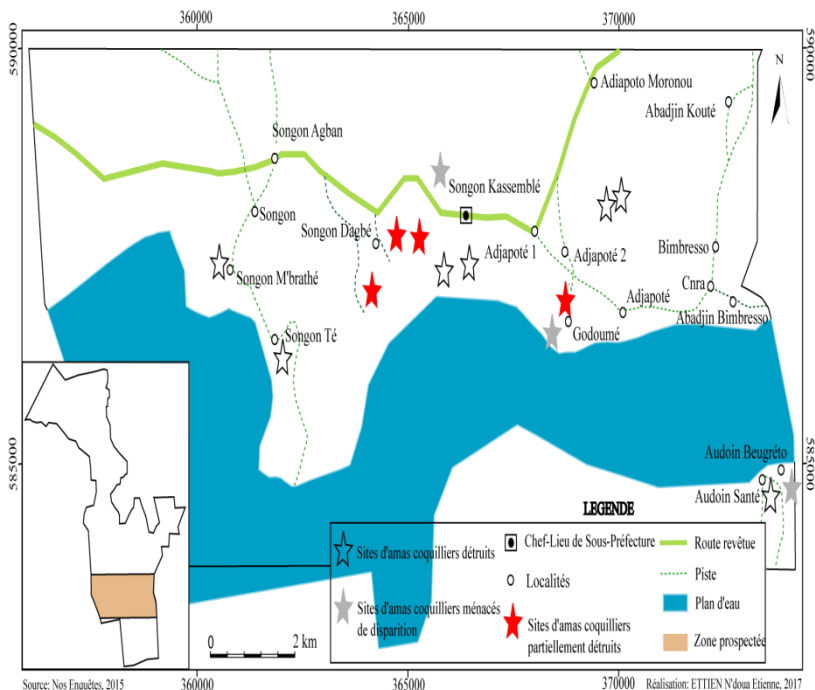 360000
365000
370000
590000
590000
N
Adiapoto Moronou
Abadjin Kouté
Songon Agban
Songon Kassemblé
Songon
Songon Dagbé
Adjapoté 1
Adjapoté 2
Bimbresso
Songon M'brathé
Cnra
Adjapoté
Abadjin Bimbresso
Godoumé
Songon Té
585000
585000
Audoin Beugréto
Audoin Santé
LEGENDE
Sites d'amas coquilliers détruits
Chef-Lieu de Sous-Préfecture
Route revêtue
Localités
Piste
Sites d'amas coquilliers ménacés
de disparition
Sites d'amas coquilliers
partiellement détruits
Plan d'eau
Zone prospectée
0
2 km
360000
365000
370000
Source: Nos Enquêtes, 2015
Réalisation: ETTIEN N'doua Etienne, 2017